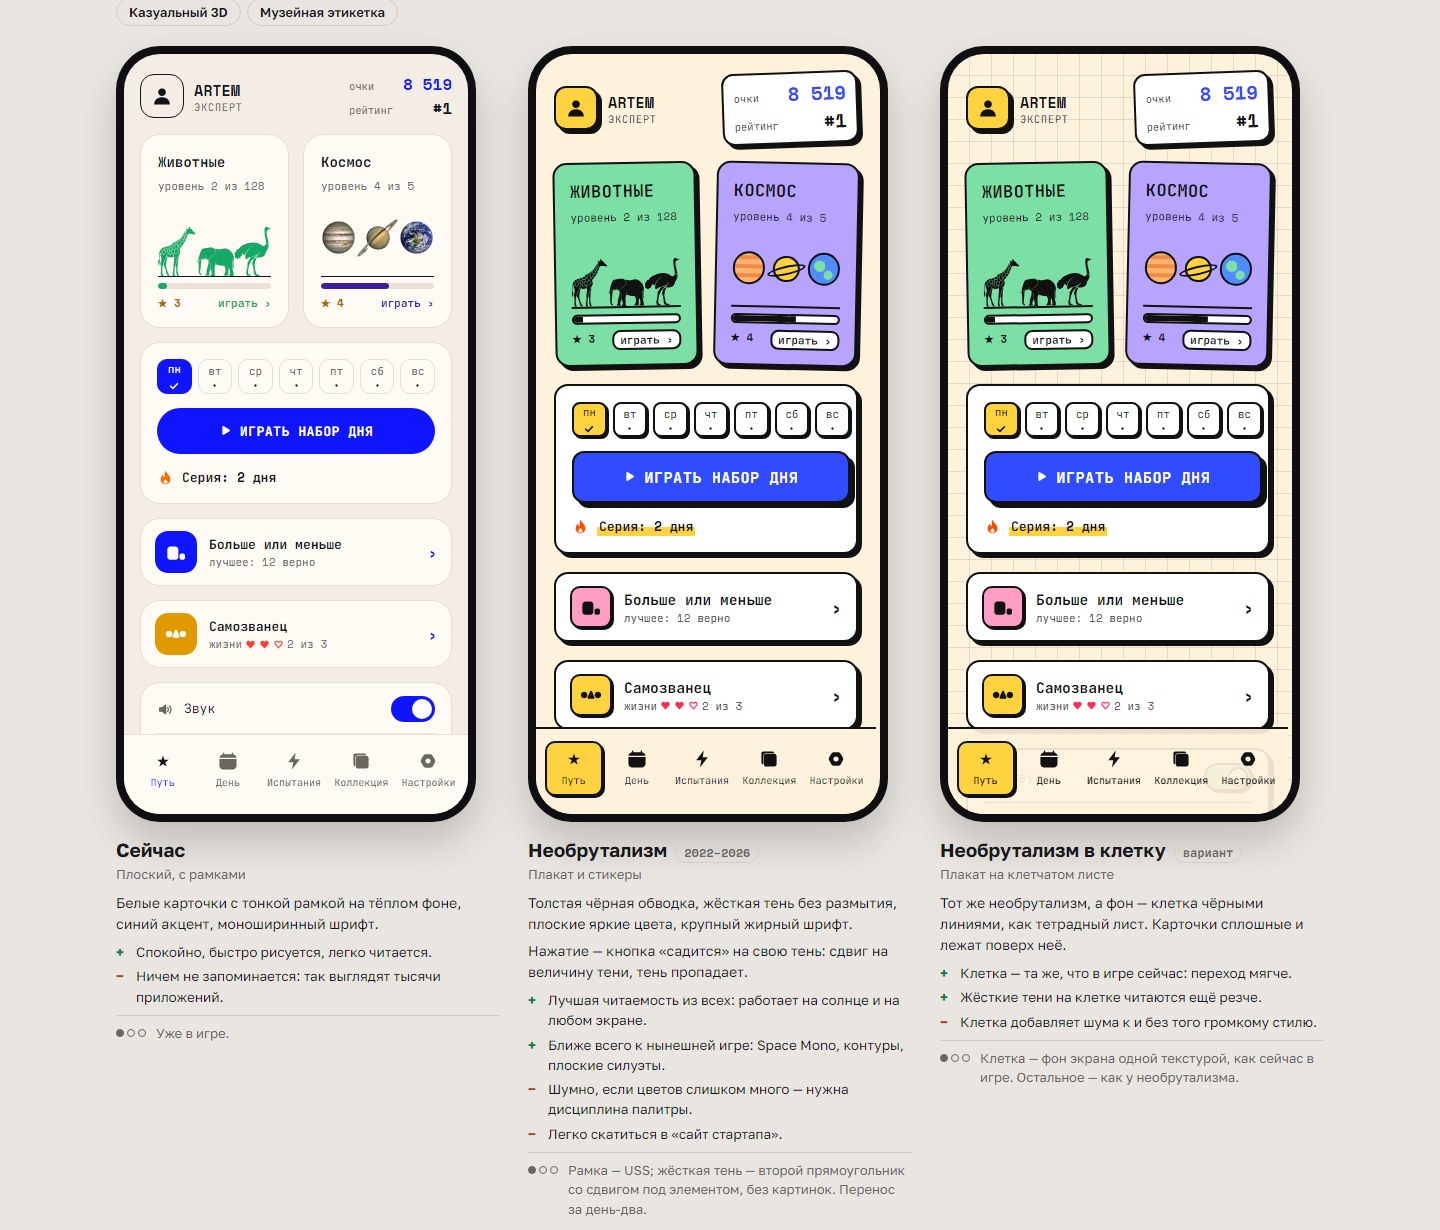 Казуальный 3D
Музейная этикетка
ARTEM
ЭКСПЕРТ
очки 8 519
рейтинг #1
Животные
уровень 2 из 128
★ 3 играть ›
Космос
уровень 4 из 5
★ 4 играть ›
пн вт ср чт пт сб вс
ИГРАТЬ НАБОР ДНЯ
Серия: 2 дня
Больше или меньше
лучшее: 12 верно
Самозванец
жизни 2 из 3
Звук
Путь День Испытания Коллекция Настройки
ARTEM
ЭКСПЕРТ
очки 8 519
рейтинг #1
ЖИВОТНЫЕ
уровень 2 из 128
★ 3 играть ›
КОСМОС
уровень 4 из 5
★ 4 играть ›
пн вт ср чт пт сб вс
ИГРАТЬ НАБОР ДНЯ
Серия: 2 дня
Больше или меньше
лучшее: 12 верно
Самозванец
жизни 2 из 3
Путь День Испытания Коллекция Настройки
ARTEM
ЭКСПЕРТ
очки 8 519
рейтинг #1
ЖИВОТНЫЕ
уровень 2 из 128
★ 3 играть ›
КОСМОС
уровень 4 из 5
★ 4 играть ›
пн вт ср чт пт сб вс
ИГРАТЬ НАБОР ДНЯ
Серия: 2 дня
Больше или меньше
лучшее: 12 верно
Самозванец
жизни 2 из 3
Путь День Испытания Коллекция Настройки
Сейчас
Плоский, с рамками
Белые карточки с тонкой рамкой на тёплом фоне,
синий акцент, моноширинный шрифт.
+ Спокойно, быстро рисуется, легко читается.
− Ничем не запоминается: так выглядят тысячи
приложений.
Уже в игре.
Необрутализм 2022–2026
Плакат и стикеры
Толстая чёрная обводка, жёсткая тень без размытия,
плоские яркие цвета, крупный жирный шрифт.
Нажатие — кнопка «садится» на свою тень: сдвиг на
величину тени, тень пропадает.
+ Лучшая читаемость из всех: работает на солнце и на
любом экране.
+ Ближе всего к нынешней игре: Space Mono, контуры,
плоские силуэты.
− Шумно, если цветов слишком много — нужна
дисциплина палитры.
− Легко скатиться в «сайт стартапа».
Рамка — USS; жёсткая тень — второй прямоугольник
со сдвигом под элементом, без картинок. Перенос
за день-два.
Необрутализм в клетку вариант
Плакат на клетчатом листе
Тот же необрутализм, а фон — клетка чёрными
линиями, как тетрадный лист. Карточки сплошные и
лежат поверх неё.
+ Клетка — та же, что в игре сейчас: переход мягче.
+ Жёсткие тени на клетке читаются ещё резче.
− Клетка добавляет шума к и без того громкому стилю.
Клетка — фон экрана одной текстурой, как сейчас в
игре. Остальное — как у необрутализма.